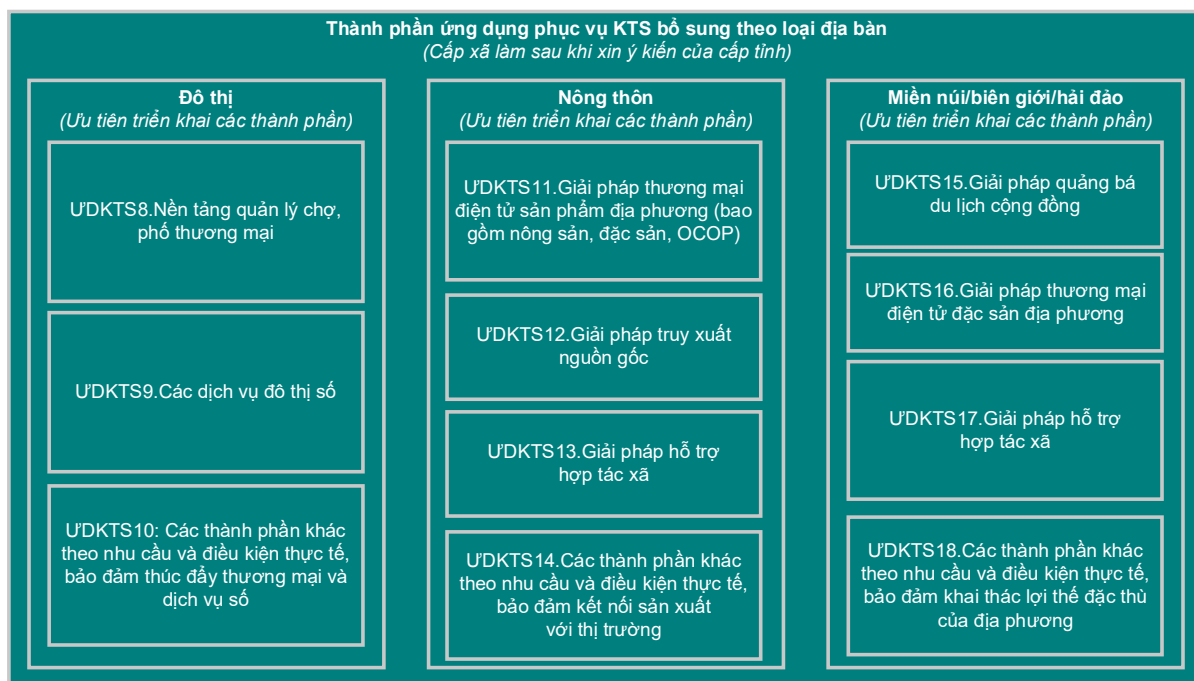 Thành phần ứng dụng phục vụ KTS bổ sung theo loại địa bàn
(Cấp xã làm sau khi xin ý kiến của cấp tỉnh)
Đô thị
(Ưu tiên triển khai các thành phần)
ƯDKTS8.Nền tảng quản lý chợ,
phố thương mại
ƯDKTS9.Các dịch vụ đô thị số
ƯDKTS10: Các thành phần khác
theo nhu cầu và điều kiện thực tế,
bảo đảm thúc đẩy thương mại và
dịch vụ số
Nông thôn
(Ưu tiên triển khai các thành phần)
ƯDKTS11.Giải pháp thương mại
điện tử sản phẩm địa phương (bao
gồm nông sản, đặc sản, OCOP)
ƯDKTS12.Giải pháp truy xuất
nguồn gốc
ƯDKTS13.Giải pháp hỗ trợ
hợp tác xã
ƯDKTS14.Các thành phần khác
theo nhu cầu và điều kiện thực tế,
bảo đảm kết nối sản xuất
với thị trường
Miền núi/biên giới/hải đảo
(Ưu tiên triển khai các thành phần)
ƯDKTS15.Giải pháp quảng bá
du lịch cộng đồng
ƯDKTS16.Giải pháp thương mại
điện tử đặc sản địa phương
ƯDKTS17.Giải pháp hỗ trợ
hợp tác xã
ƯDKTS18.Các thành phần khác
theo nhu cầu và điều kiện thực tế,
bảo đảm khai thác lợi thế đặc thù
của địa phương